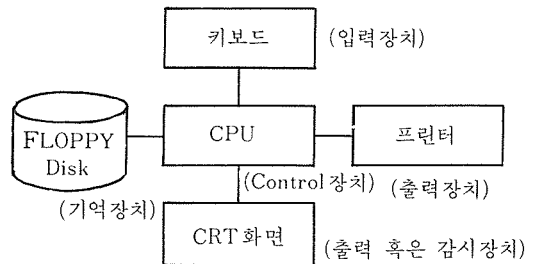 키보드 (입력장치)
FLOPPY
Disk
CPU
프린터
(Control장치) (출력장치)
(기억장치)
CRT화면
(출력 혹은 감시장치)